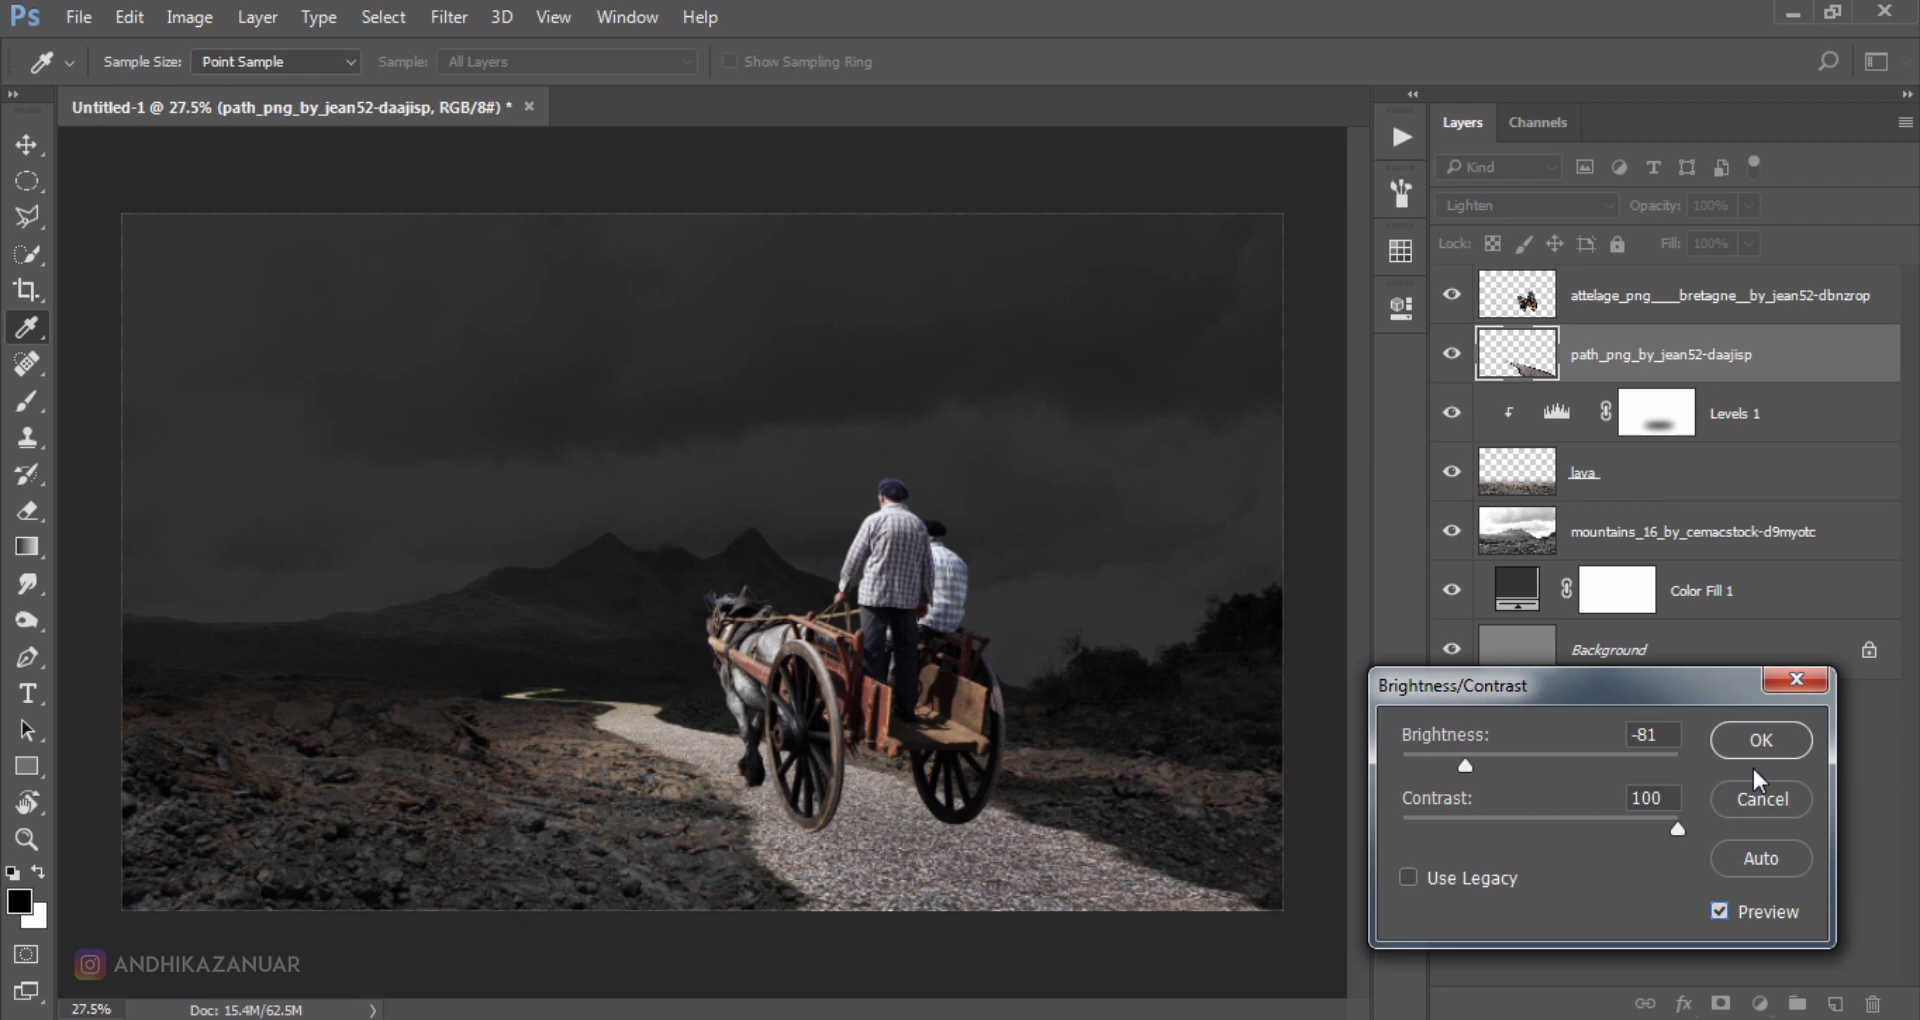 Ps File Edit Image Layer Type Select Filter 3D View Window Help
Sample Size: Point Sample Sample: All Layers Show Sampling Ring
Untitled-1 @ 27.5% (path_png_by_jean52-daajisp, RGB/8#) *
Layers Channels
Kind
Lighten Opacity: 100%
Lock: Fill: 100%
attelage_png____bretagne__by_jean52-dbnzrop
path_png_by_jean52-daajisp
Levels 1
lava
mountains_16_by_cemacstock-d9myotc
Color Fill 1
Background
Brightness/Contrast
Brightness: -81
OK
Contrast: 100
Cancel
Auto
Use Legacy
Preview
ANDHIKAZANUAR
27.5% Doc: 15.4M/62.5M
fx